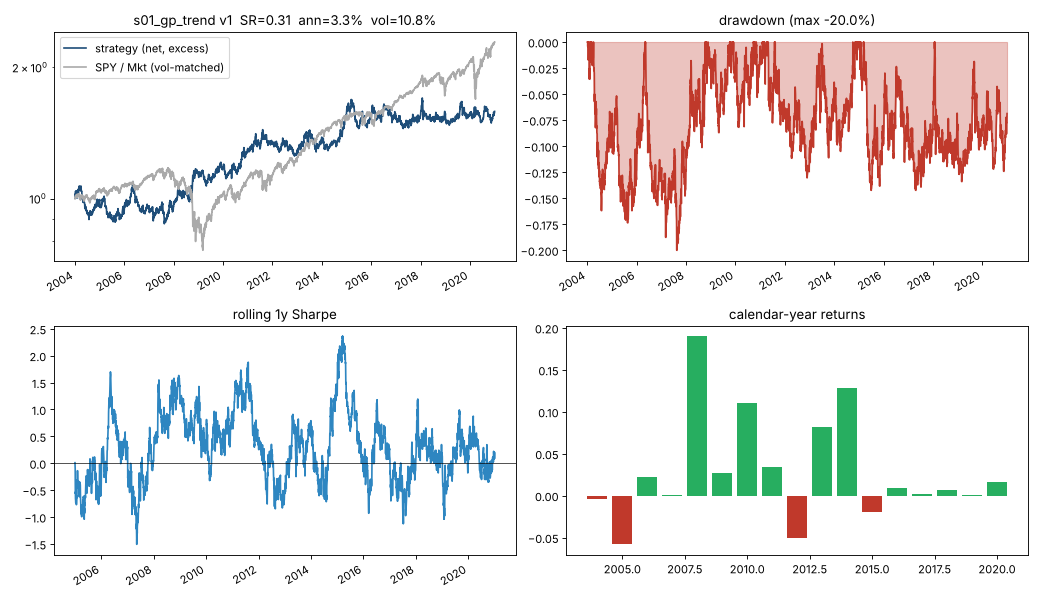 s01_gp_trend v1  SR=0.31  ann=3.3%  vol=10.8%
strategy (net, excess)
SPY / Mkt (vol-matched)
2 × 10⁰
10⁰
2004 2006 2008 2010 2012 2014 2016 2018 2020
drawdown (max -20.0%)
0.000
−0.025
−0.050
−0.075
−0.100
−0.125
−0.150
−0.175
−0.200
2004 2006 2008 2010 2012 2014 2016 2018 2020
rolling 1y Sharpe
2.5
2.0
1.5
1.0
0.5
0.0
−0.5
−1.0
−1.5
2006 2008 2010 2012 2014 2016 2018 2020
calendar-year returns
0.20
0.15
0.10
0.05
0.00
−0.05
2005.0 2007.5 2010.0 2012.5 2015.0 2017.5 2020.0